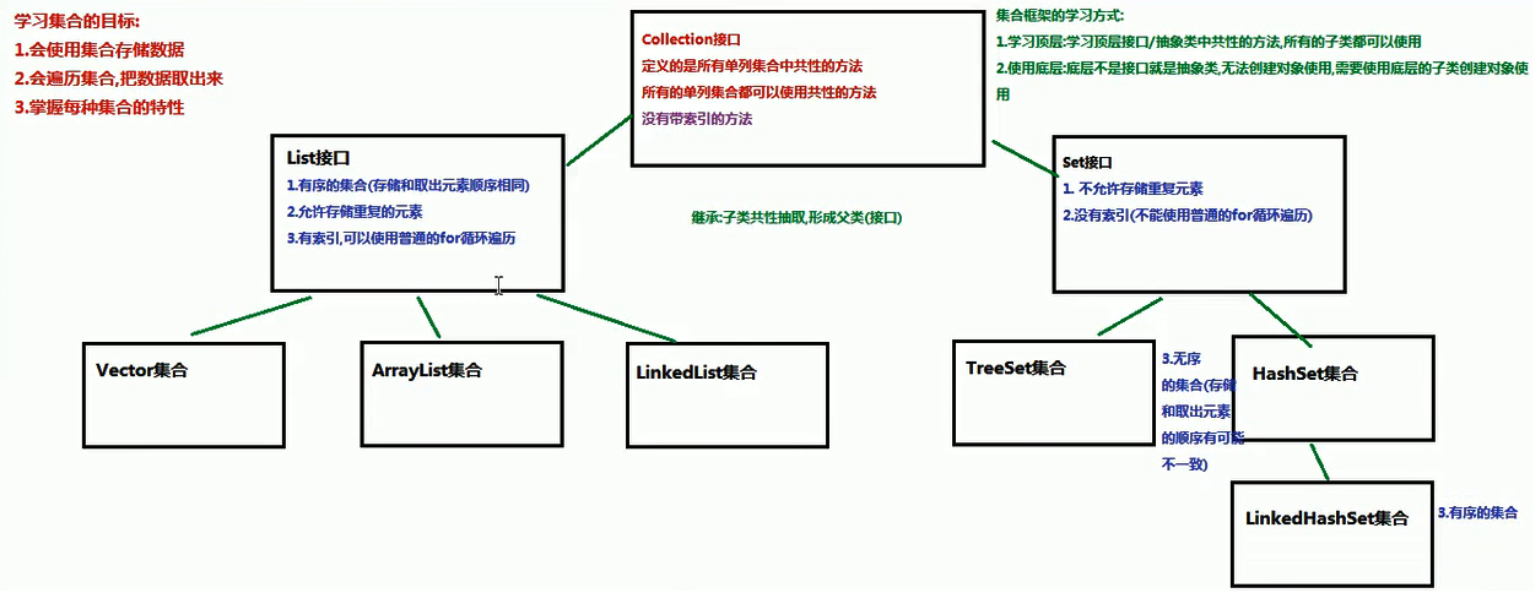 学习集合的目标:
1.会使用集合存储数据
2.会遍历集合,把数据取出来
3.掌握每种集合的特性
Collection接口
定义的是所有单列集合中共性的方法
所有的单列集合都可以使用共性的方法
没有带索引的方法
集合框架的学习方式:
1.学习顶层:学习顶层接口/抽象类中共性的方法,所有的子类都可以使用
2.使用底层:底层不是接口就是抽象类,无法创建对象使用,需要使用底层的子类创建对象使
用
List接口
1.有序的集合(存储和取出元素顺序相同)
2.允许存储重复的元素
3.有索引,可以使用普通的for循环遍历
继承:子类共性抽取,形成父类(接口)
Set接口
1. 不允许存储重复元素
2.没有索引(不能使用普通的for循环遍历)
Vector集合
ArrayList集合
LinkedList集合
TreeSet集合
3.无序
的集合(存储
和取出元素
的顺序有可能
不一致)
HashSet集合
LinkedHashSet集合
3.有序的集合